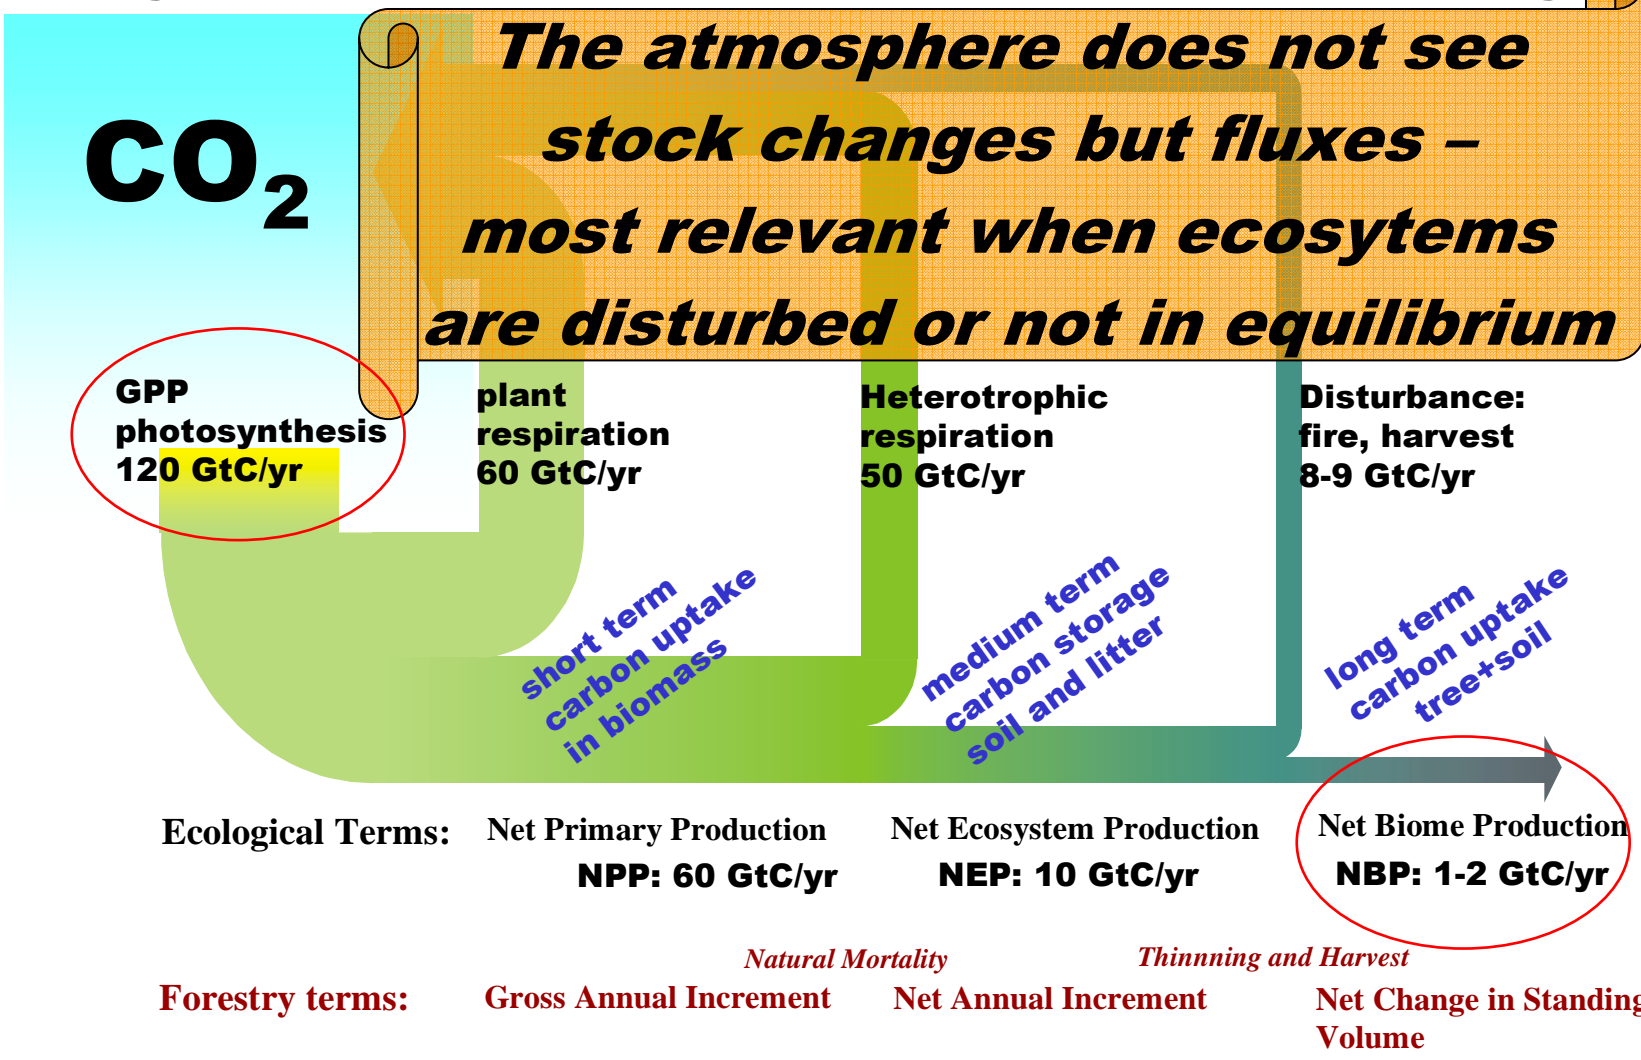 The atmosphere does not see
stock changes but fluxes –
most relevant when ecosytems
are disturbed or not in equilibrium
CO₂
GPP
photosynthesis
120 GtC/yr
plant
respiration
60 GtC/yr
Heterotrophic
respiration
50 GtC/yr
Disturbance:
fire, harvest
8-9 GtC/yr
short term
carbon uptake
in biomass
medium term
carbon storage
soil and litter
long term
carbon uptake
tree+soil
Ecological Terms:
Net Primary Production
NPP: 60 GtC/yr
Net Ecosystem Production
NEP: 10 GtC/yr
Net Biome Production
NBP: 1-2 GtC/yr
Natural Mortality
Thinnning and Harvest
Forestry terms:
Gross Annual Increment
Net Annual Increment
Net Change in Standing
Volume